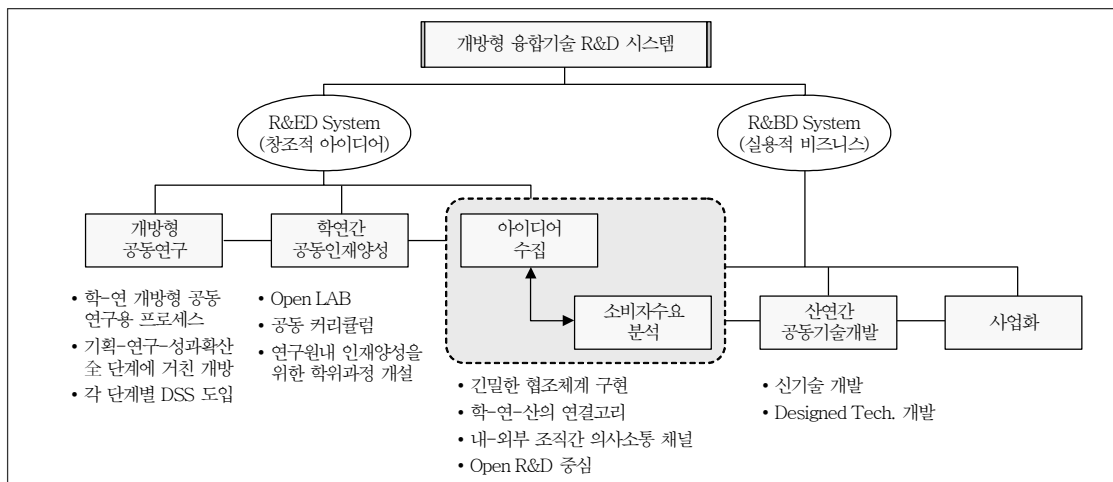 개방형 융합기술 R&D 시스템
R&ED System
(창조적 아이디어)
R&BD System
(실용적 비즈니스)
개방형
공동연구
학연간
공동인재양성
아이디어
수집
소비자수요
분석
산연간
공동기술개발
사업화
• 학-연 개방형 공동
연구용 프로세스
• 기획-연구-성과확산
全 단계에 거친 개방
• 각 단계별 DSS 도입
• Open LAB
• 공동 커리큘럼
• 연구원내 인재양성을
위한 학위과정 개설
• 긴밀한 협조체계 구현
• 학-연-산의 연결고리
• 내-외부 조직간 의사소통 채널
• Open R&D 중심
• 신기술 개발
• Designed Tech. 개발